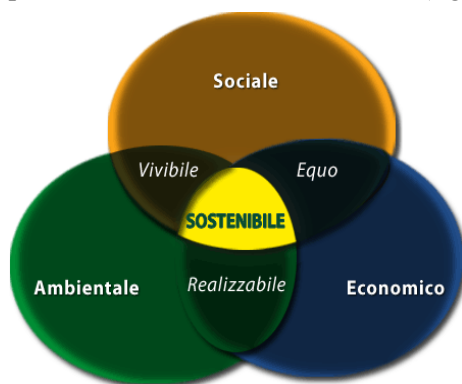 Sociale
Vivibile
Equo
SOSTENIBILE
Ambientale
Realizzabile
Economico